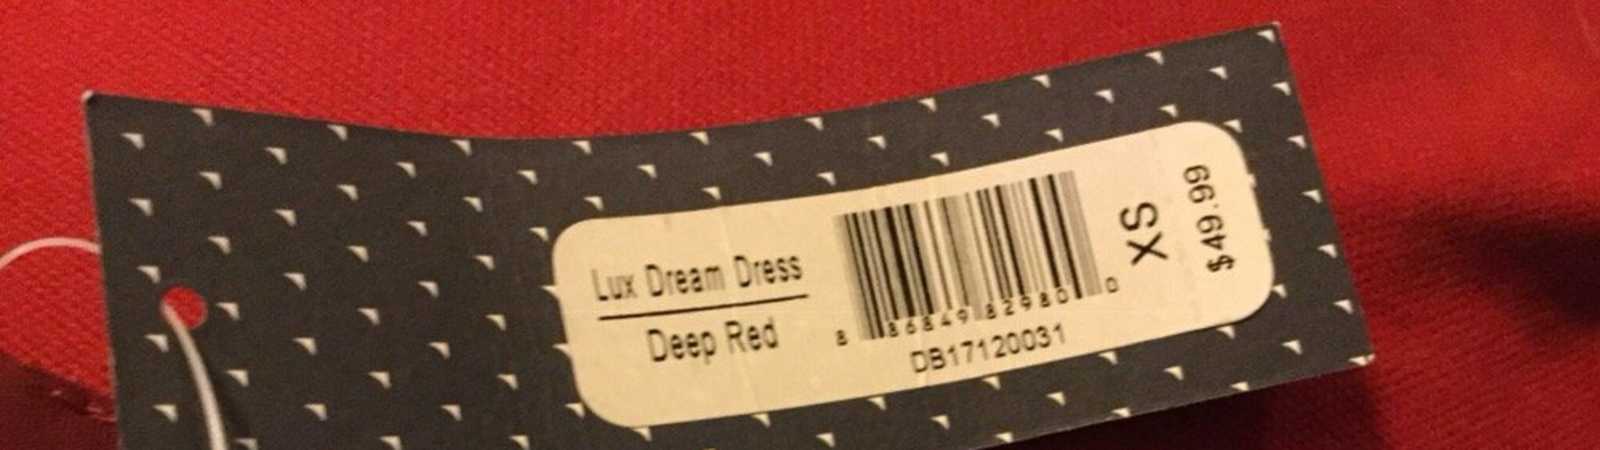 Lux Dream Dress
Deep Red
8 86849 82980 0
DB17120031
XS
$49.99